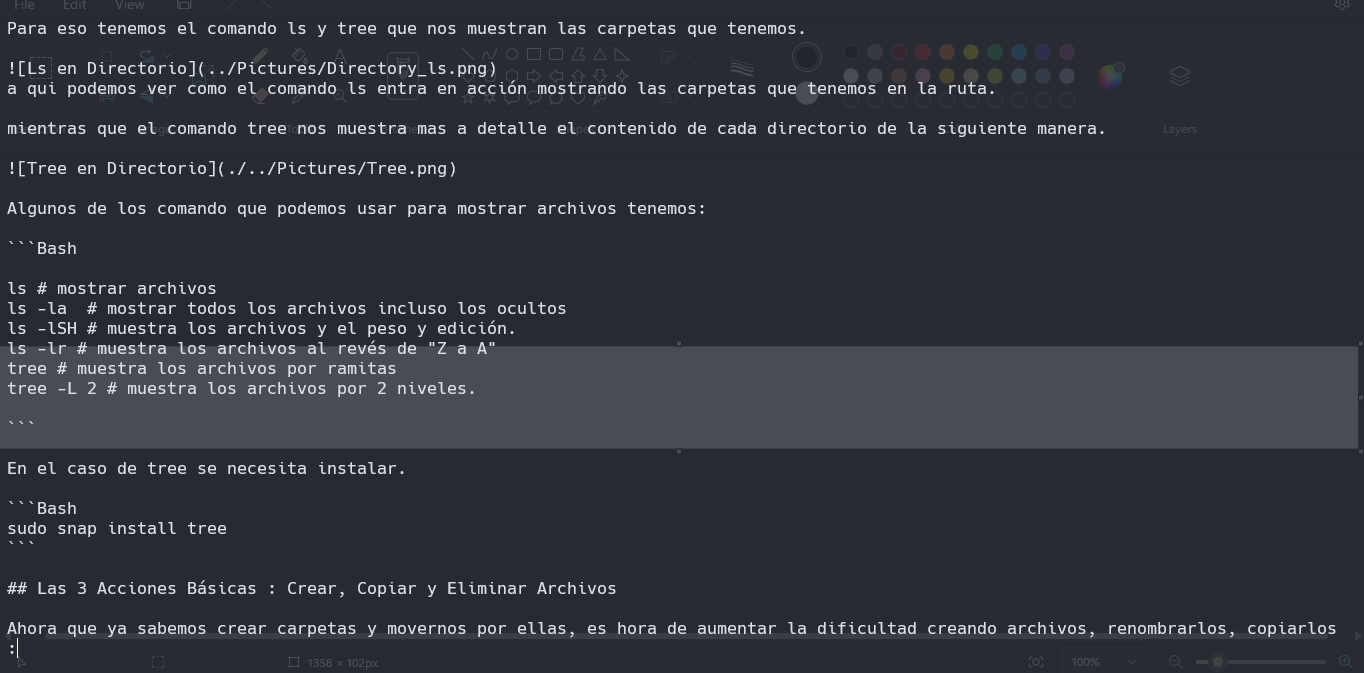 File Edit View
Para eso tenemos el comando ls y tree que nos muestran las carpetas que tenemos.
![Ls en Directorio](../Pictures/Directory_ls.png)
a qui podemos ver como el comando ls entra en acción mostrando las carpetas que tenemos en la ruta.
mientras que el comando tree nos muestra mas a detalle el contenido de cada directorio de la siguiente manera.
Layers
![Tree en Directorio](./../Pictures/Tree.png)
Algunos de los comando que podemos usar para mostrar archivos tenemos:
```Bash
ls # mostrar archivos
ls -la  # mostrar todos los archivos incluso los ocultos
ls -lSH # muestra los archivos y el peso y edición.
ls -lr # muestra los archivos al revés de "Z a A"
tree # muestra los archivos por ramitas
tree -L 2 # muestra los archivos por 2 niveles.
```
En el caso de tree se necesita instalar.
```Bash
sudo snap install tree
```
## Las 3 Acciones Básicas : Crear, Copiar y Eliminar Archivos
Ahora que ya sabemos crear carpetas y movernos por ellas, es hora de aumentar la dificultad creando archivos, renombrarlos, copiarlos
:
1358 × 102px 100%